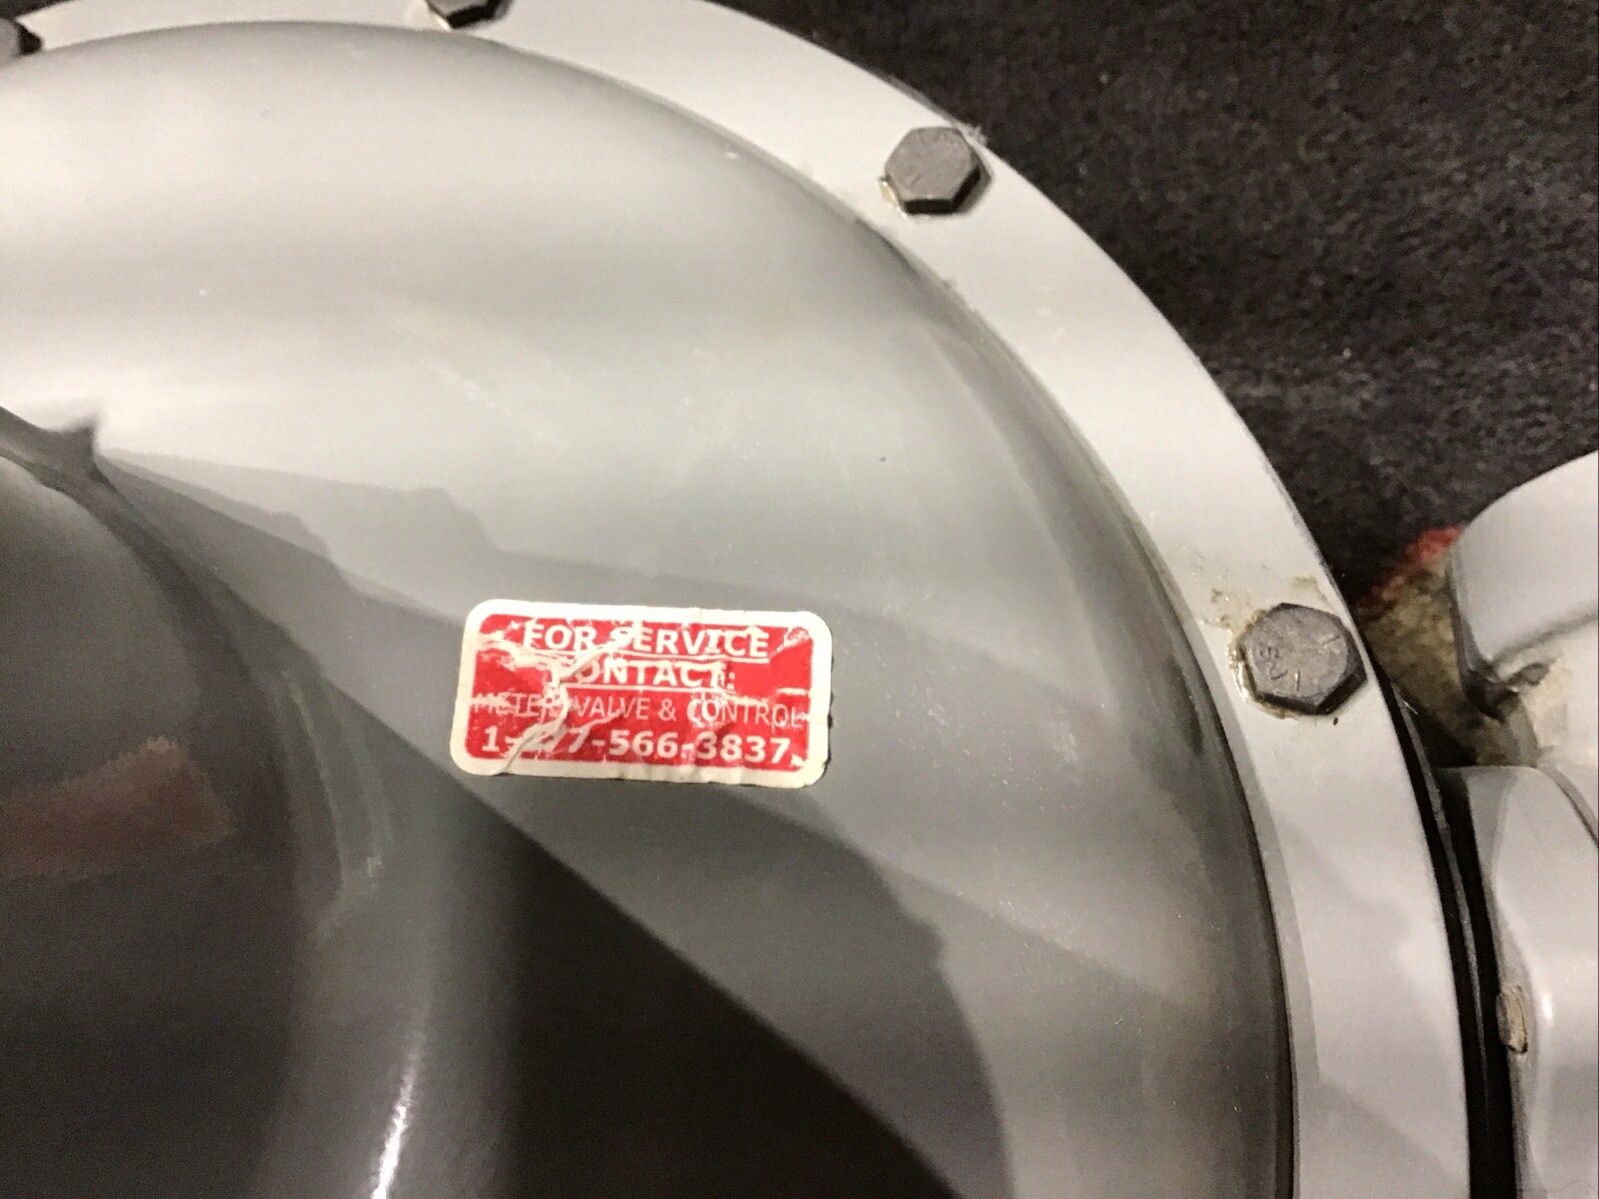 FOR SERVICE
CONTACT:
METER, VALVE & CONTROL
566-3837